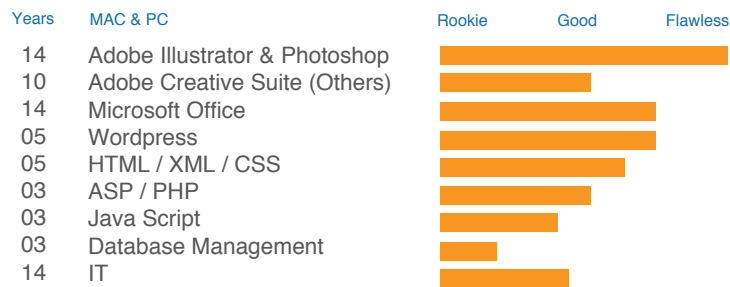 Years MAC & PC Rookie Good Flawless
14 Adobe Illustrator & Photoshop
10 Adobe Creative Suite (Others)
14 Microsoft Office
05 Wordpress
05 HTML / XML / CSS
03 ASP / PHP
03 Java Script
03 Database Management
14 IT